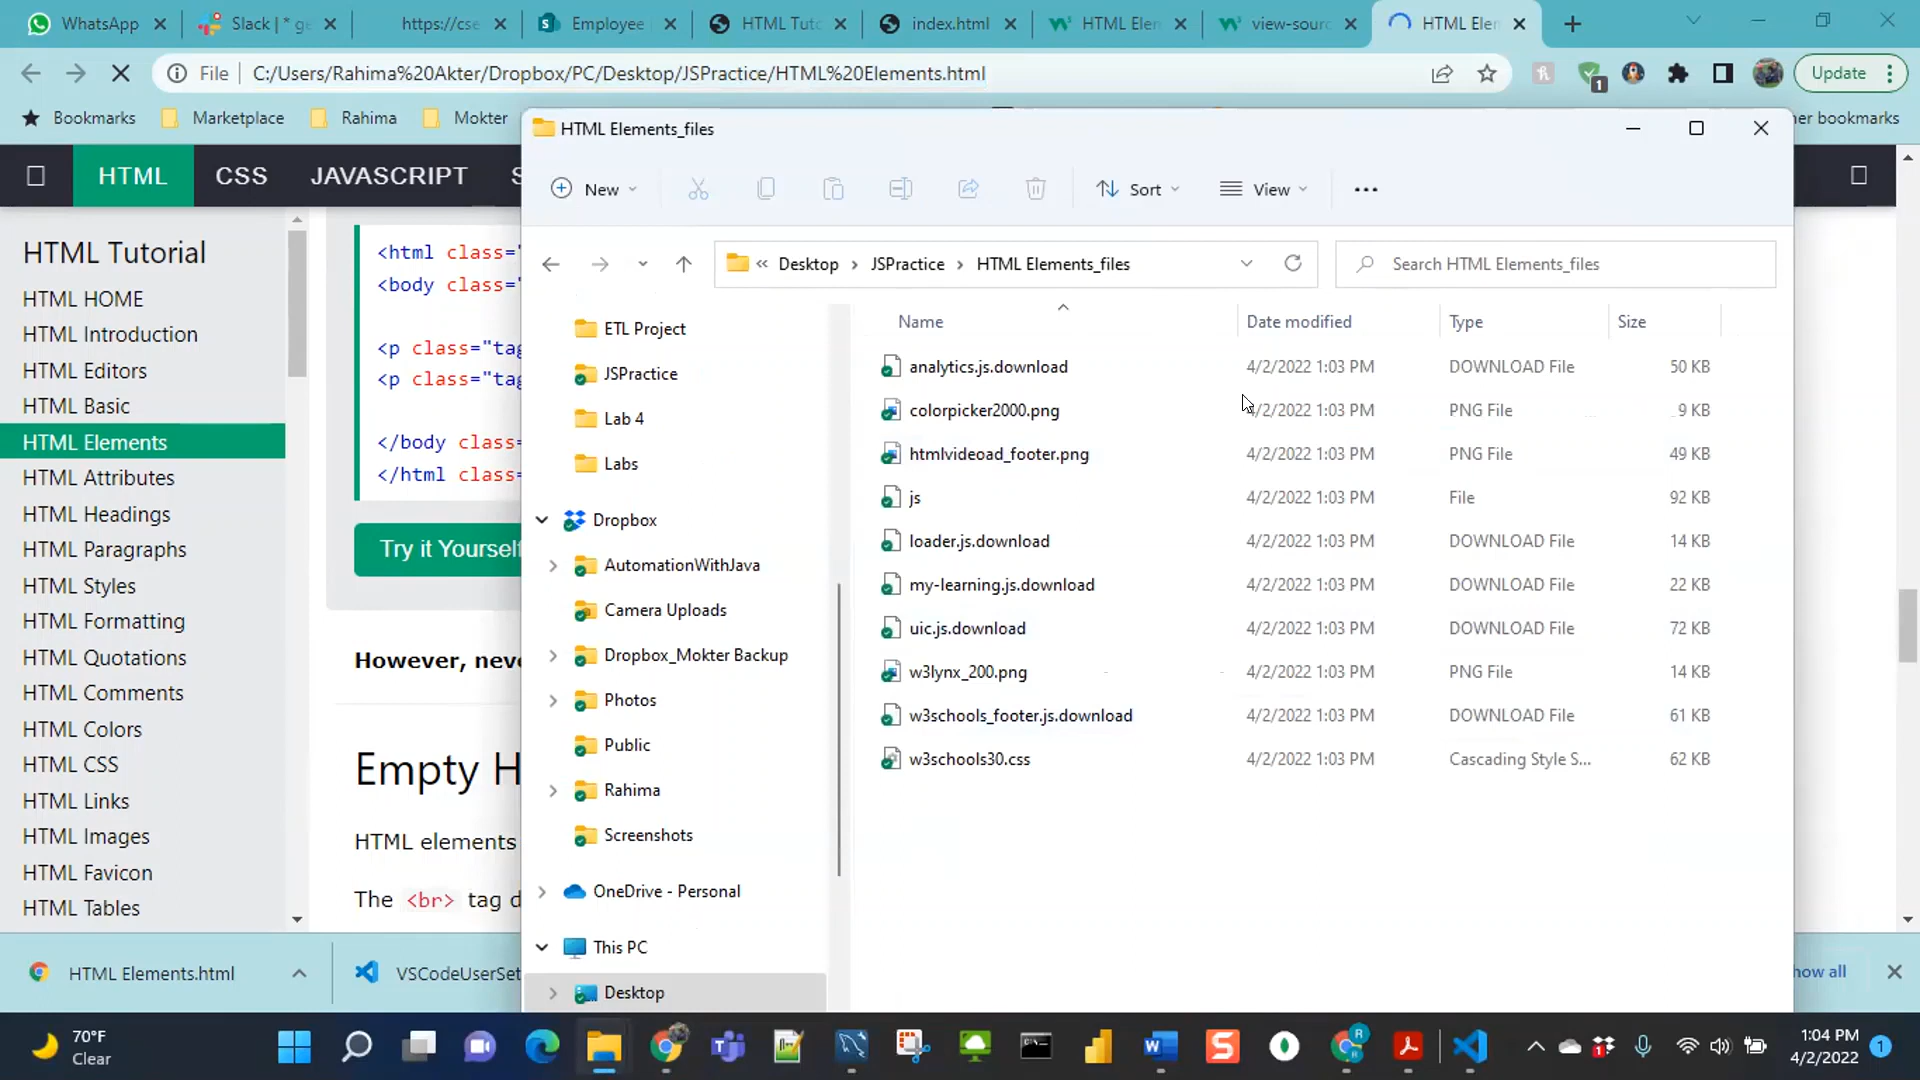 WhatsApp
Slack | * ge
https://cse
Employee
HTML Tuto
index.html
HTML Elem
view-sourc
HTML Elem
File
C:/Users/Rahima%20Akter/Dropbox/PC/Desktop/JSPractice/HTML%20Elements.html
1
Update
Bookmarks
Marketplace
Rahima
Mokter
er bookmarks
HTML
CSS
JAVASCRIPT
S
HTML Tutorial
HTML HOME
HTML Introduction
HTML Editors
HTML Basic
HTML Elements
HTML Attributes
HTML Headings
HTML Paragraphs
HTML Styles
HTML Formatting
HTML Quotations
HTML Comments
HTML Colors
HTML CSS
HTML Links
HTML Images
HTML Favicon
HTML Tables
<html class="
<body class=
<p class="tag
<p class="tag
</body class=
</html class=
Try it Yourself
However, neve
Empty H
HTML elements
The <br> tag d
HTML Elements_files
New
Sort
View
Desktop > JSPractice > HTML Elements_files
Search HTML Elements_files
ETL Project
JSPractice
Lab 4
Labs
Dropbox
AutomationWithJava
Camera Uploads
Dropbox_Mokter Backup
Photos
Public
Rahima
Screenshots
OneDrive - Personal
This PC
Desktop
Name Date modified Type Size
analytics.js.download 4/2/2022 1:03 PM DOWNLOAD File 50 KB
colorpicker2000.png 4/2/2022 1:03 PM PNG File 9 KB
htmlvideoad_footer.png 4/2/2022 1:03 PM PNG File 49 KB
js 4/2/2022 1:03 PM File 92 KB
loader.js.download 4/2/2022 1:03 PM DOWNLOAD File 14 KB
my-learning.js.download 4/2/2022 1:03 PM DOWNLOAD File 22 KB
uic.js.download 4/2/2022 1:03 PM DOWNLOAD File 72 KB
w3lynx_200.png 4/2/2022 1:03 PM PNG File 14 KB
w3schools_footer.js.download 4/2/2022 1:03 PM DOWNLOAD File 61 KB
w3schools30.css 4/2/2022 1:03 PM Cascading Style S... 62 KB
HTML Elements.html
VSCodeUserSet
how all
70°F
Clear
1:04 PM
4/2/2022
1